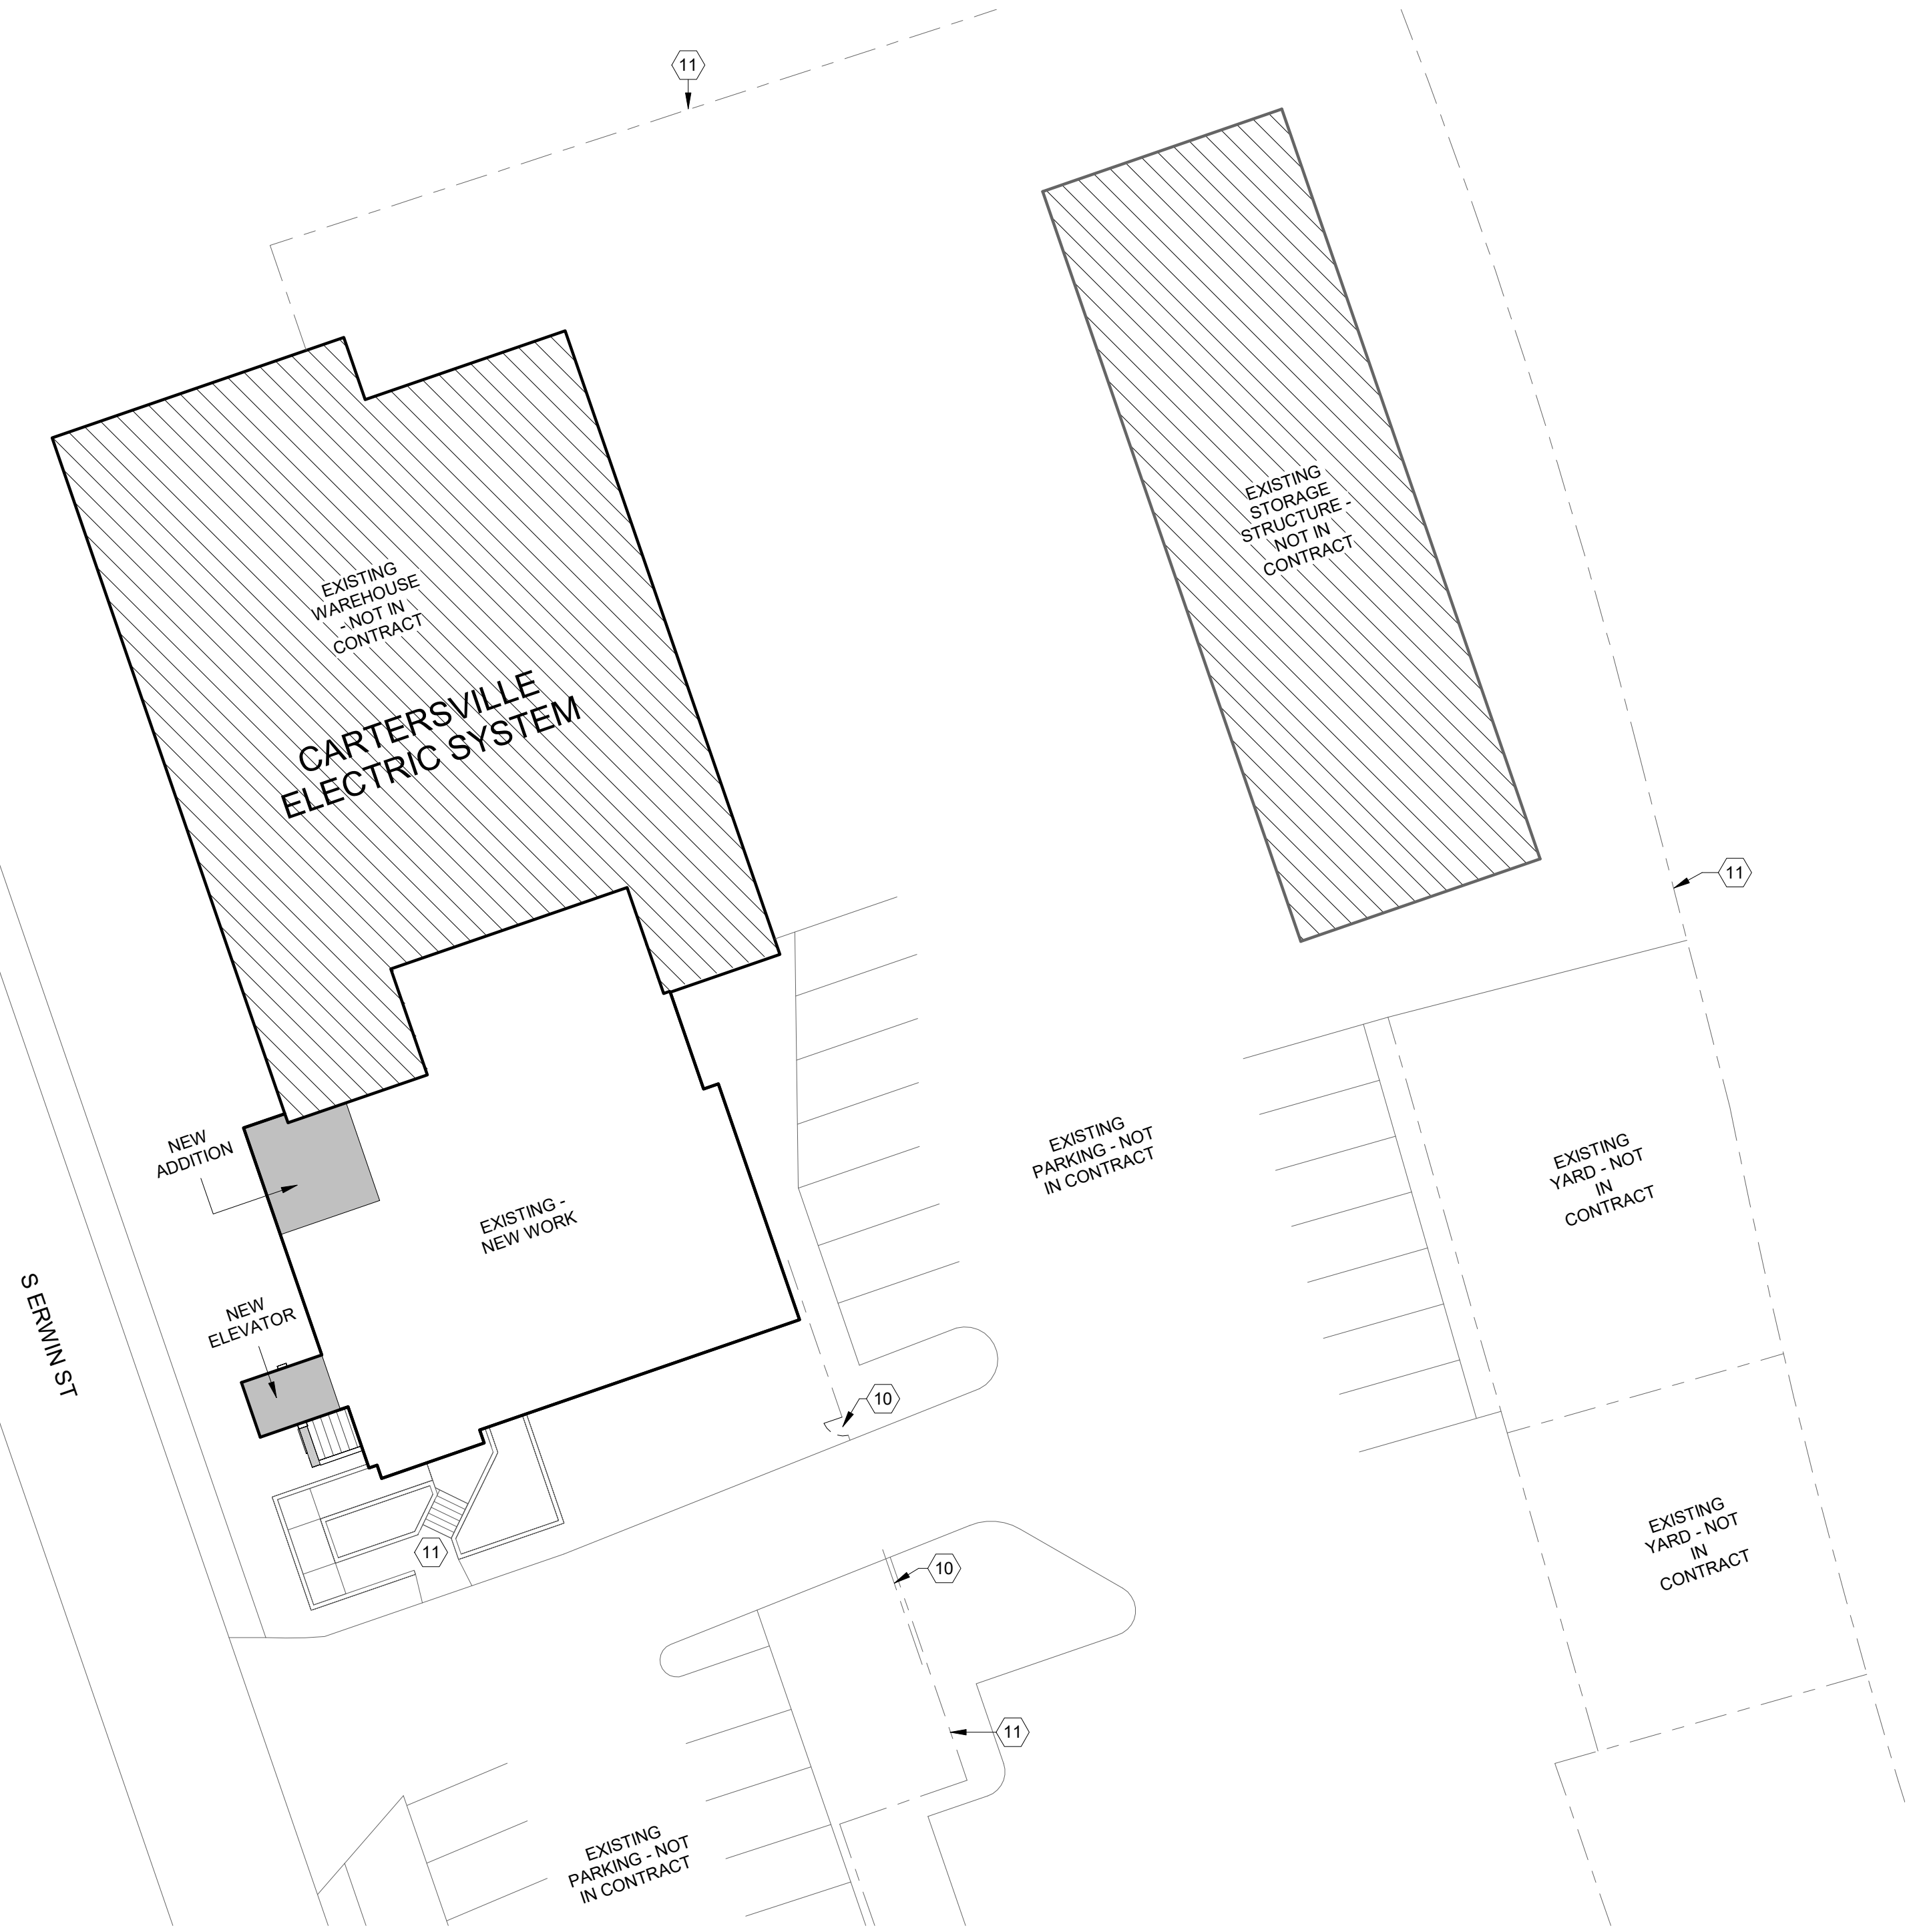 11
EXISTING
STORAGE
STRUCTURE -
NOT IN
CONTRACT
EXISTING
WAREHOUSE
- NOT IN
CONTRACT
CARTERSVILLE
ELECTRIC SYSTEM
11
NEW
ADDITION
EXISTING
PARKING - NOT
IN CONTRACT
EXISTING
YARD - NOT
IN
CONTRACT
EXISTING -
NEW WORK
S ERWIN ST
NEW
ELEVATOR
10
11
10
EXISTING
YARD - NOT
IN
CONTRACT
11
EXISTING
PARKING - NOT
IN CONTRACT